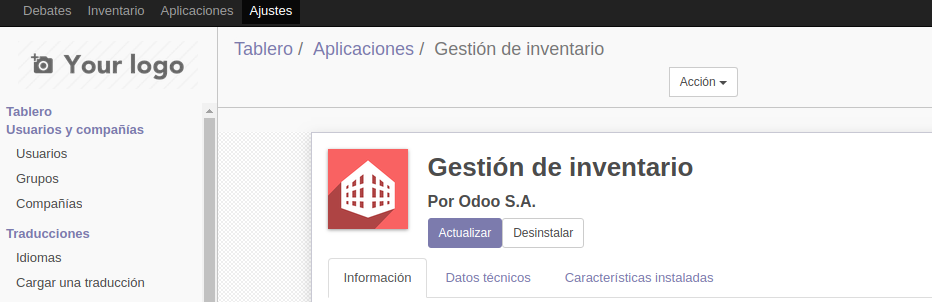 Debates Inventario Aplicaciones Ajustes
Your logo
Tablero / Aplicaciones / Gestión de inventario
Acción
Tablero
Usuarios y compañías
Usuarios
Grupos
Compañías
Traducciones
Idiomas
Cargar una traducción
Gestión de inventario
Por Odoo S.A.
Actualizar Desinstalar
Información Datos técnicos Características instaladas